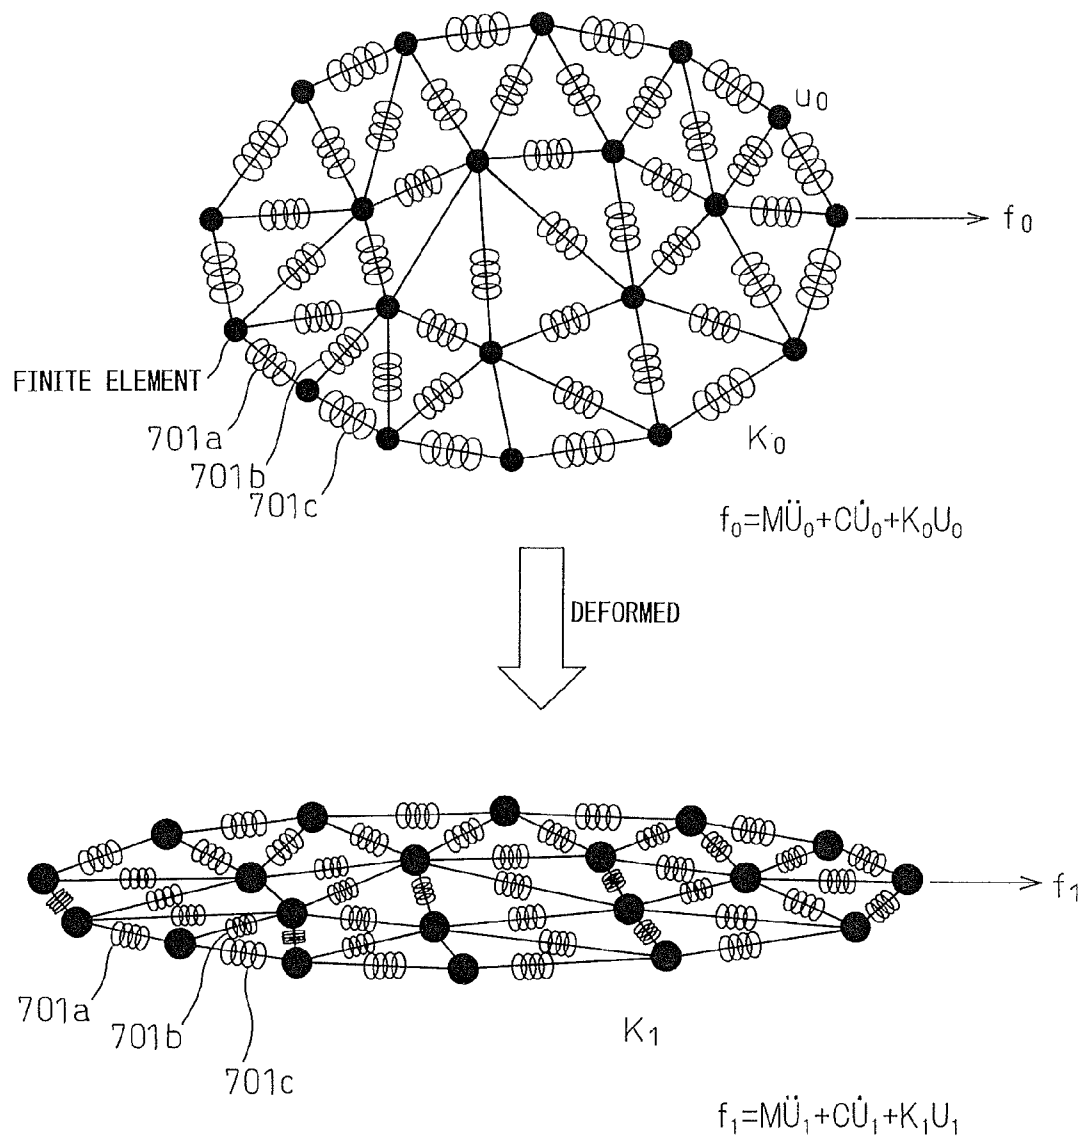 u₀
f₀
FINITE ELEMENT
701a
701b
701c
K₀
f₀=MÜ₀+CU̇₀+K₀U₀
DEFORMED
f₁
701a
701b
701c
K₁
f₁=MÜ₁+CU̇₁+K₁U₁